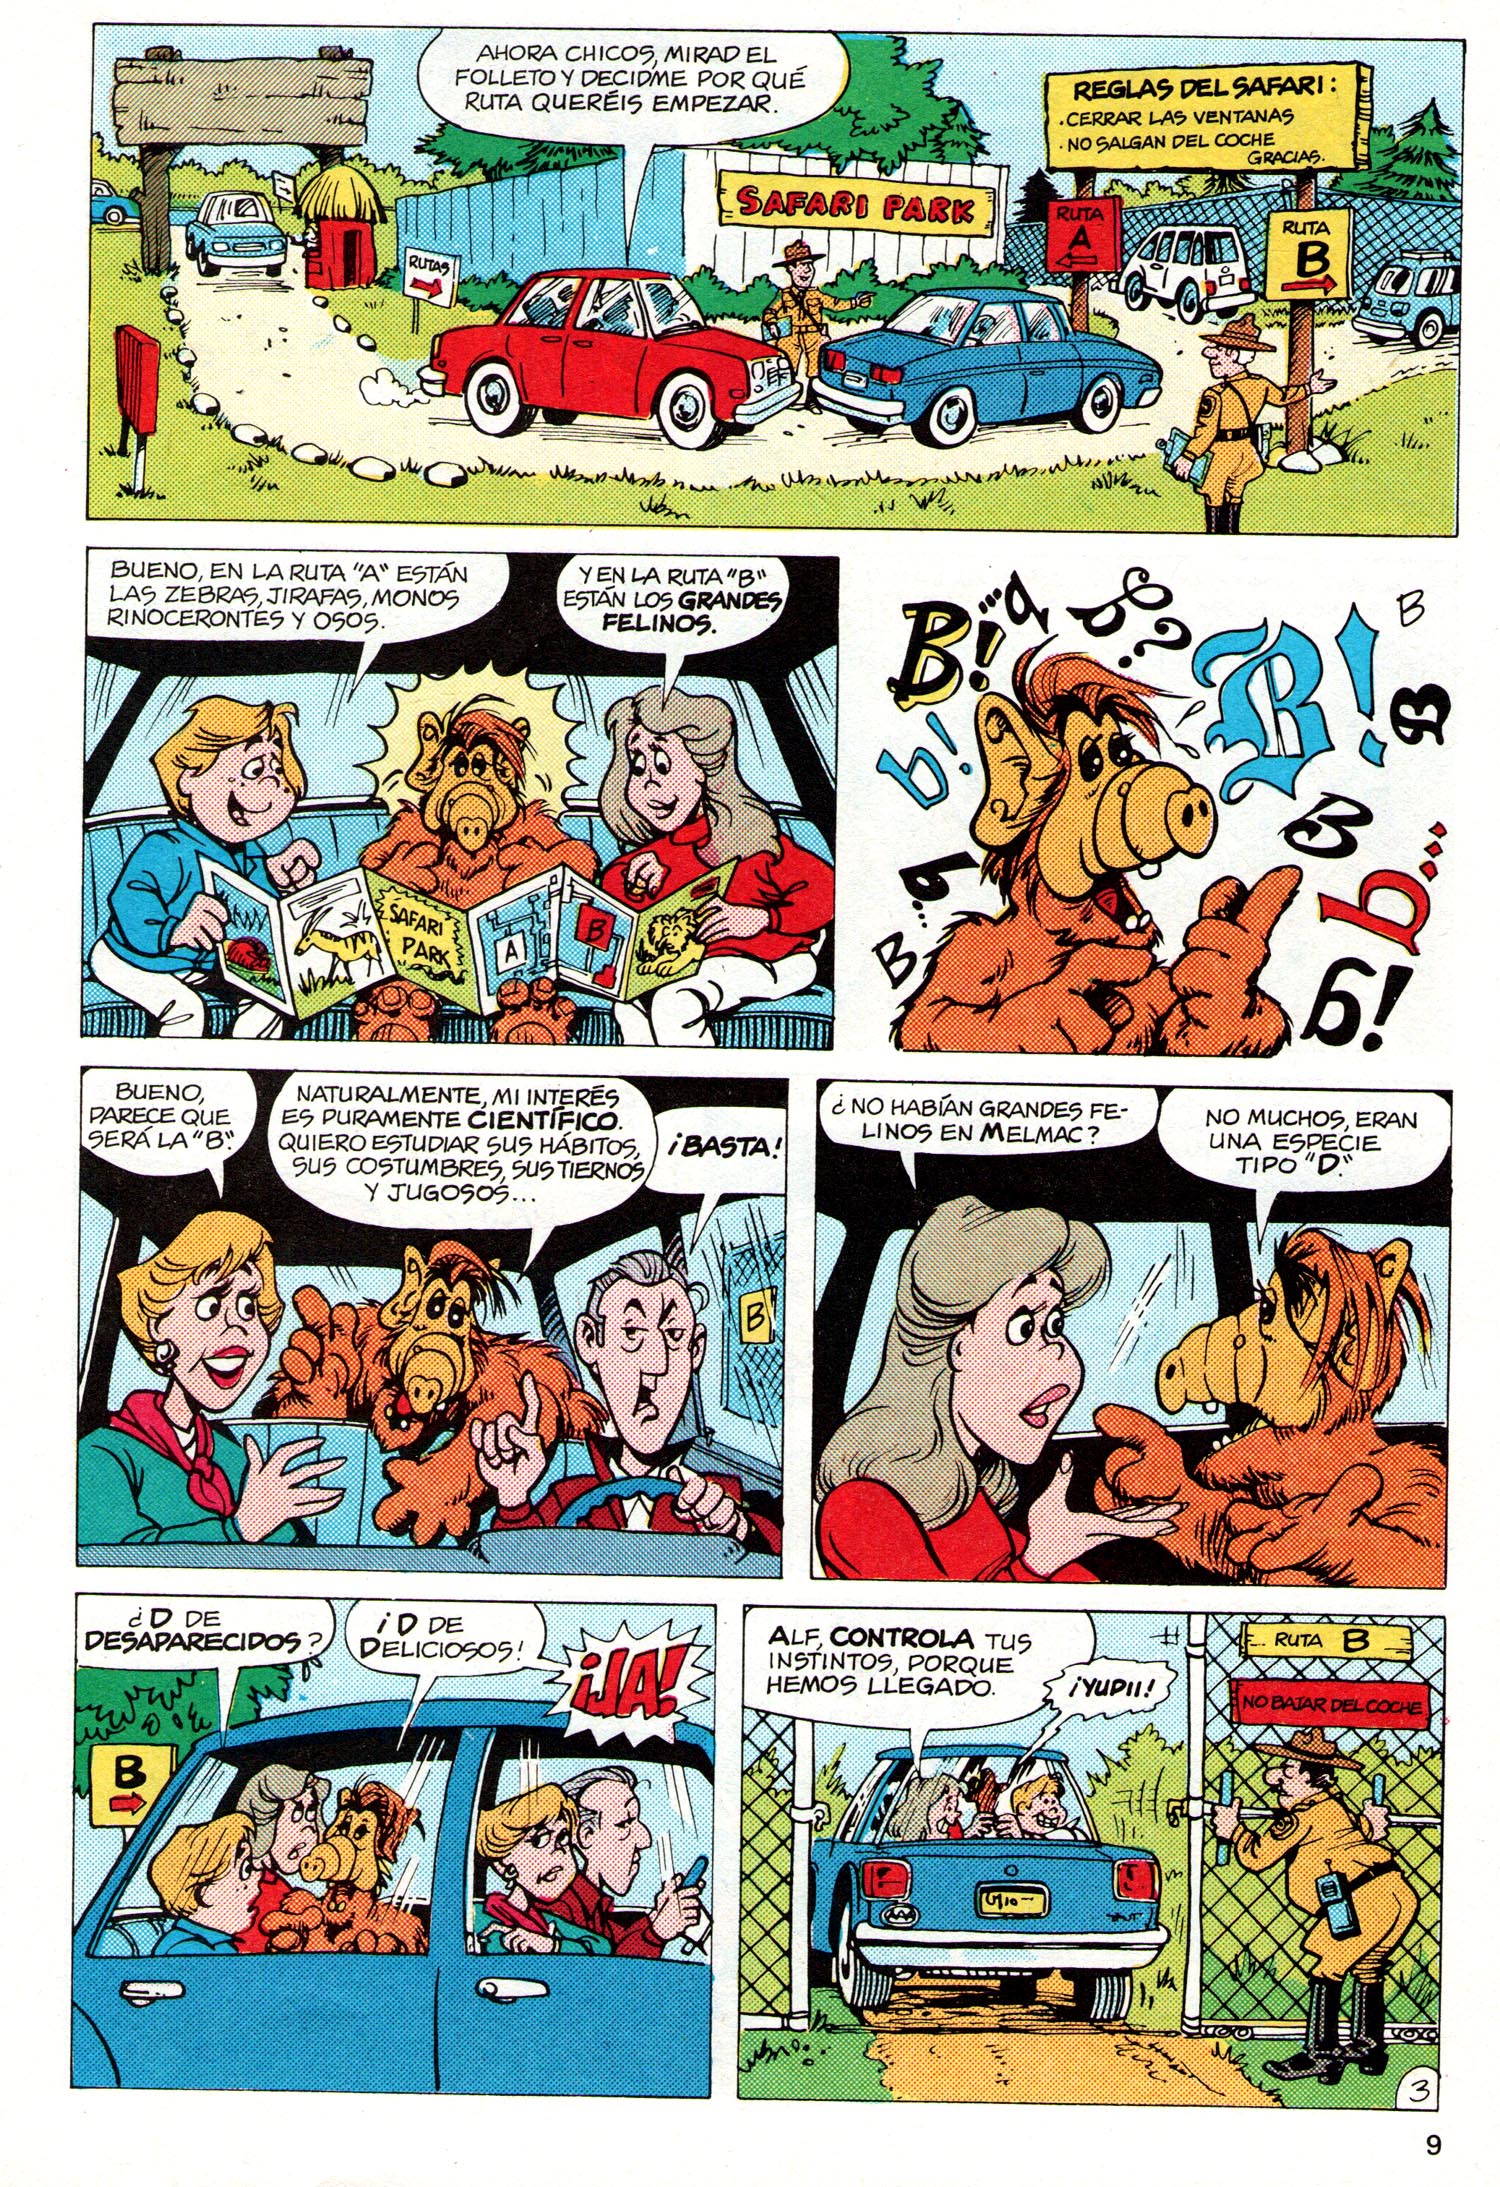 AHORA CHICOS, MIRAD EL
FOLLETO Y DECIDME POR QUÉ
RUTA QUERÉIS EMPEZAR.
REGLAS DEL SAFARI:
.CERRAR LAS VENTANAS
.NO SALGAN DEL COCHE
GRACIAS.
SAFARI PARK
RUTAS
RUTA
A
RUTA
B
BUENO, EN LA RUTA "A" ESTÁN
LAS ZEBRAS, JIRAFAS, MONOS
RINOCERONTES Y OSOS.
Y EN LA RUTA "B"
ESTÁN LOS GRANDES
FELINOS.
SAFARI
PARK
A
B
B!...
q
b?
B!
B
b!
B
b...
B
b...
B...
b!
BUENO,
PARECE QUE
SERÁ LA "B".
NATURALMENTE, MI INTERÉS
ES PURAMENTE CIENTÍFICO.
QUIERO ESTUDIAR SUS HÁBITOS,
SUS COSTUMBRES, SUS TIERNOS
Y JUGOSOS...
¡BASTA!
B
¿NO HABÍAN GRANDES FE-
LINOS EN MELMAC?
NO MUCHOS, ERAN
UNA ESPECIE
TIPO "D".
¿D DE
DESAPARECIDOS?
¡D DE
DELICIOSOS!
¡JA!
B
ALF, CONTROLA TUS
INSTINTOS, PORQUE
HEMOS LLEGADO.
¡YUPII!
RUTA B
NO BAJAR DEL COCHE
3
9